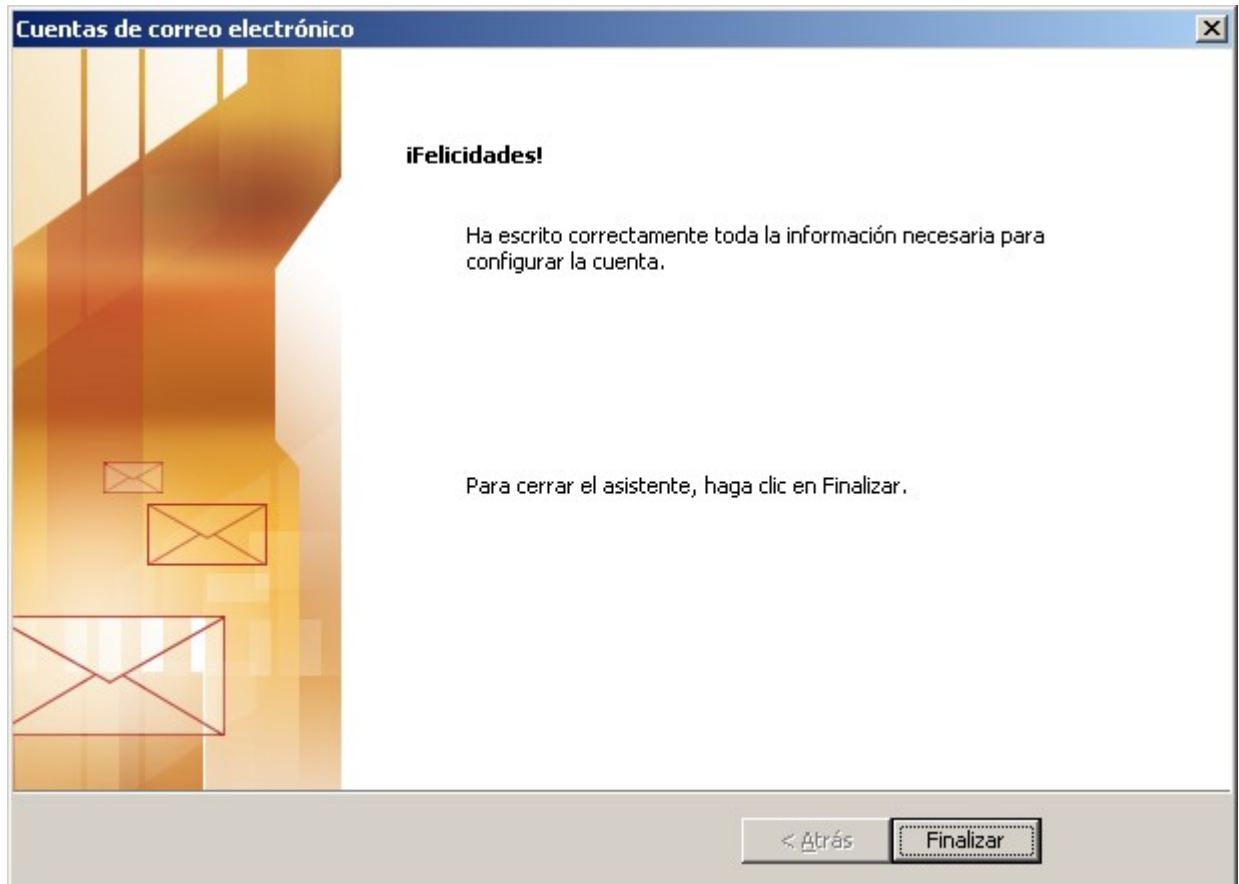 Cuentas de correo electrónico
¡Felicidades!
Ha escrito correctamente toda la información necesaria para
configurar la cuenta.
Para cerrar el asistente, haga clic en Finalizar.
< Atrás
Finalizar